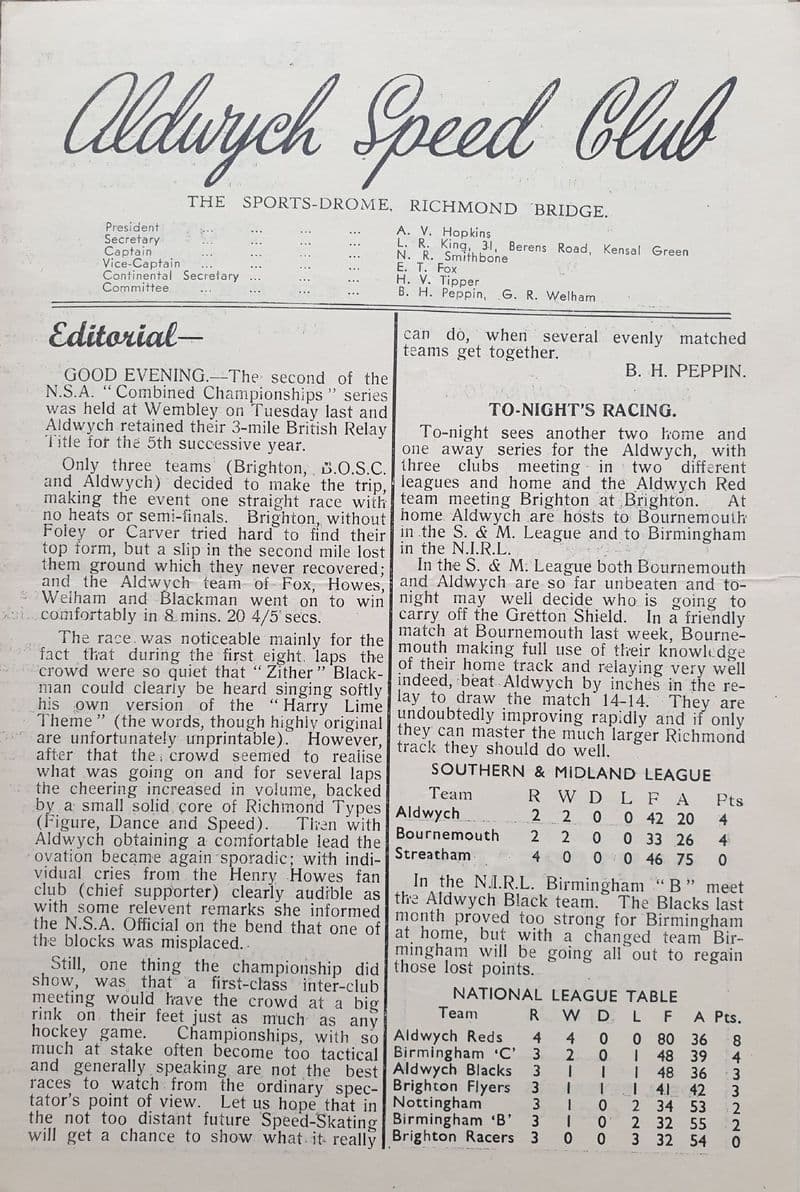 Aldwych Speed Club
THE SPORTS-DROME, RICHMOND BRIDGE.
President ... ... ... ... A. V. Hopkins
Secretary ... ... ... ... L. R. King, 31, Berens Road, Kensal Green
Captain ... ... ... N. R. Smithbone
Vice-Captain ... ... ... ... E. T. Fox
Continental Secretary ... ... ... H. V. Tipper
Committee ... ... ... ... B. H. Peppin, G. R. Welham
Editorial—
GOOD EVENING.—The second of the
N.S.A. "Combined Championships" series
was held at Wembley on Tuesday last and
Aldwych retained their 3-mile British Relay
Title for the 5th successive year.
Only three teams (Brighton, B.O.S.C.
and Aldwych) decided to make the trip,
making the event one straight race with
no heats or semi-finals. Brighton, without
Foley or Carver tried hard to find their
top form, but a slip in the second mile lost
them ground which they never recovered;
and the Aldwych team of Fox, Howes,
Welham and Blackman went on to win
comfortably in 8 mins. 20 4/5 secs.
The race was noticeable mainly for the
fact that during the first eight laps the
crowd were so quiet that "Zither" Black-
man could clearly be heard singing softly
his own version of the "Harry Lime
Theme" (the words, though highly original
are unfortunately unprintable). However,
after that the crowd seemed to realise
what was going on and for several laps
the cheering increased in volume, backed
by a small solid core of Richmond Types
(Figure, Dance and Speed). Then with
Aldwych obtaining a comfortable lead the
ovation became again sporadic; with indi-
vidual cries from the Henry Howes fan
club (chief supporter) clearly audible as
with some relevent remarks she informed
the N.S.A. Official on the bend that one of
the blocks was misplaced.
Still, one thing the championship did
show, was that a first-class inter-club
meeting would have the crowd at a big
rink on their feet just as much as any
hockey game. Championships, with so
much at stake often become too tactical
and generally speaking are not the best
races to watch from the ordinary spec-
tator's point of view. Let us hope that in
the not too distant future Speed-Skating
will get a chance to show what it really
can do, when several evenly matched
teams get together.
B. H. PEPPIN.
TO-NIGHT'S RACING.
To-night sees another two home and
one away series for the Aldwych, with
three clubs meeting in two different
leagues and home and the Aldwych Red
team meeting Brighton at Brighton. At
home Aldwych are hosts to Bournemouth
in the S. & M. League and to Birmingham
in the N.I.R.L.
In the S. & M. League both Bournemouth
and Aldwych are so far unbeaten and to-
night may well decide who is going to
carry off the Gretton Shield. In a friendly
match at Bournemouth last week, Bourne-
mouth making full use of their knowledge
of their home track and relaying very well
indeed, beat Aldwych by inches in the re-
lay to draw the match 14-14. They are
undoubtedly improving rapidly and if only
they can master the much larger Richmond
track they should do well.
SOUTHERN & MIDLAND LEAGUE
Team R W D L F A Pts
Aldwych 2 2 0 0 42 20 4
Bournemouth 2 2 0 0 33 26 4
Streatham 4 0 0 0 46 75 0
In the N.I.R.L. Birmingham "B" meet
the Aldwych Black team. The Blacks last
month proved too strong for Birmingham
at home, but with a changed team Bir-
mingham will be going all out to regain
those lost points.
NATIONAL LEAGUE TABLE
Team R W D L F A Pts.
Aldwych Reds 4 4 0 0 80 36 8
Birmingham 'C' 3 2 0 1 48 39 4
Aldwych Blacks 3 1 1 1 48 36 3
Brighton Flyers 3 1 1 1 41 42 3
Nottingham 3 1 0 2 34 53 2
Birmingham 'B' 3 1 0 2 32 55 2
Brighton Racers 3 0 0 3 32 54 0